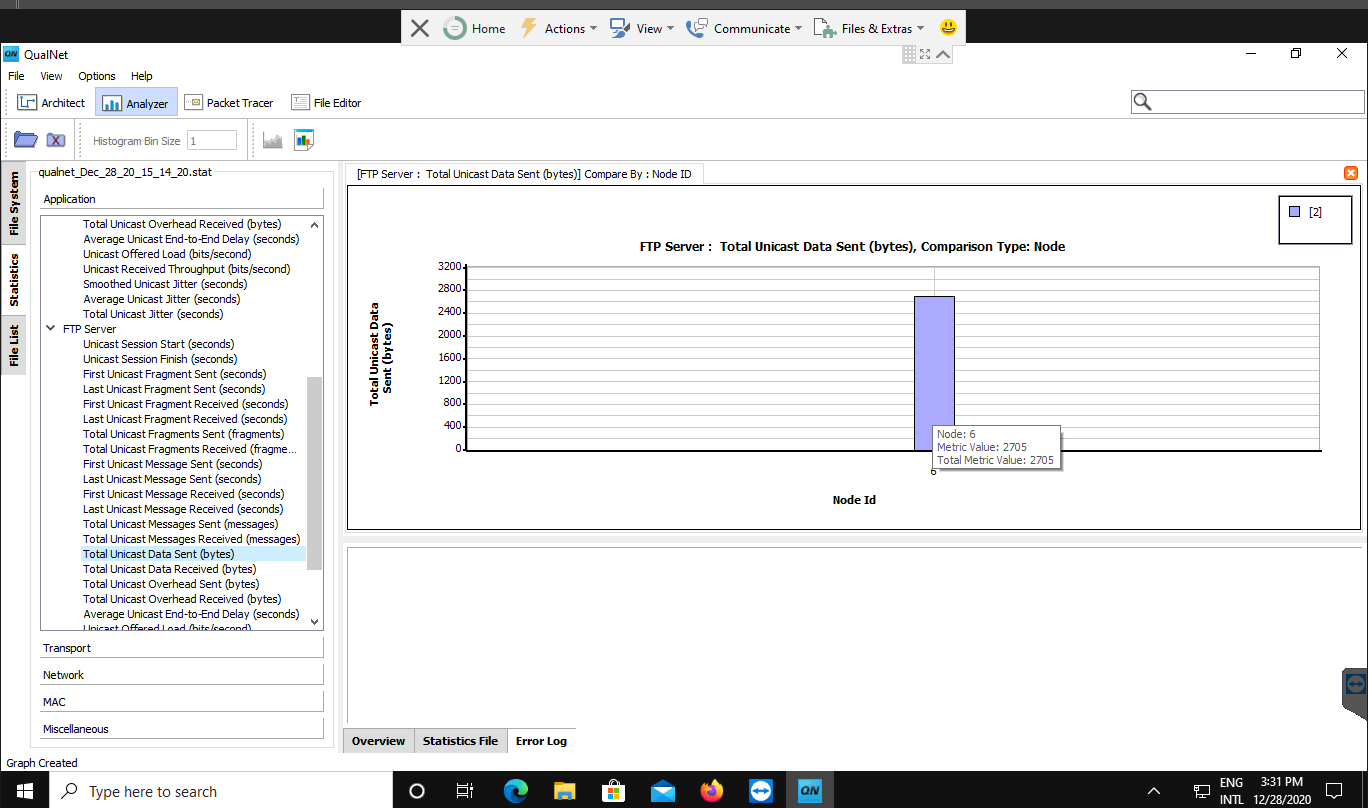 Home
Actions
View
Communicate
Files & Extras
QN QualNet
File View Options Help
Architect
Analyzer
Packet Tracer
File Editor
Histogram Bin Size 1
File System
Statistics
File List
qualnet_Dec_28_20_15_14_20.stat
Application
Total Unicast Overhead Received (bytes)
Average Unicast End-to-End Delay (seconds)
Unicast Offered Load (bits/second)
Unicast Received Throughput (bits/second)
Smoothed Unicast Jitter (seconds)
Average Unicast Jitter (seconds)
Total Unicast Jitter (seconds)
FTP Server
Unicast Session Start (seconds)
Unicast Session Finish (seconds)
First Unicast Fragment Sent (seconds)
Last Unicast Fragment Sent (seconds)
First Unicast Fragment Received (seconds)
Last Unicast Fragment Received (seconds)
Total Unicast Fragments Sent (fragments)
Total Unicast Fragments Received (fragme...
First Unicast Message Sent (seconds)
Last Unicast Message Sent (seconds)
First Unicast Message Received (seconds)
Last Unicast Message Received (seconds)
Total Unicast Messages Sent (messages)
Total Unicast Messages Received (messages)
Total Unicast Data Sent (bytes)
Total Unicast Data Received (bytes)
Total Unicast Overhead Sent (bytes)
Total Unicast Overhead Received (bytes)
Average Unicast End-to-End Delay (seconds)
Unicast Offered Load (bits/second)
Transport
Network
MAC
Miscellaneous
[FTP Server : Total Unicast Data Sent (bytes)] Compare By : Node ID
[2]
FTP Server : Total Unicast Data Sent (bytes), Comparison Type: Node
Total Unicast Data
Sent (bytes)
3200
2800
2400
2000
1600
1200
800
400
0
Node: 6
Metric Value: 2705
Total Metric Value: 2705
6
Node Id
Overview
Statistics File
Error Log
Graph Created
Type here to search
QN
ENG
INTL
3:31 PM
12/28/2020